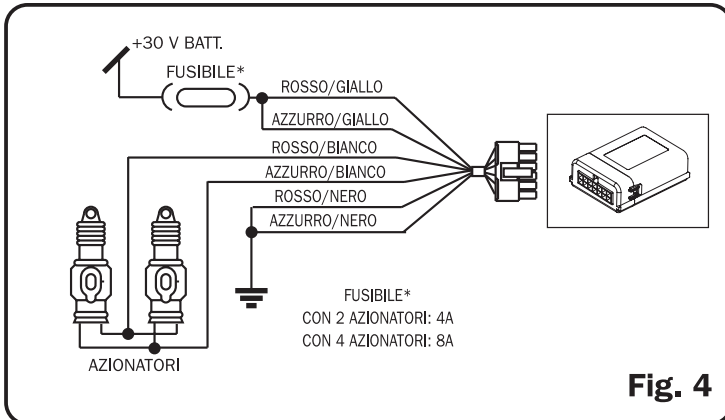 +30 V BATT.
FUSIBILE*
ROSSO/GIALLO
AZZURRO/GIALLO
ROSSO/BIANCO
AZZURRO/BIANCO
ROSSO/NERO
AZZURRO/NERO
AZIONATORI
FUSIBILE*
CON 2 AZIONATORI: 4A
CON 4 AZIONATORI: 8A
Fig. 4